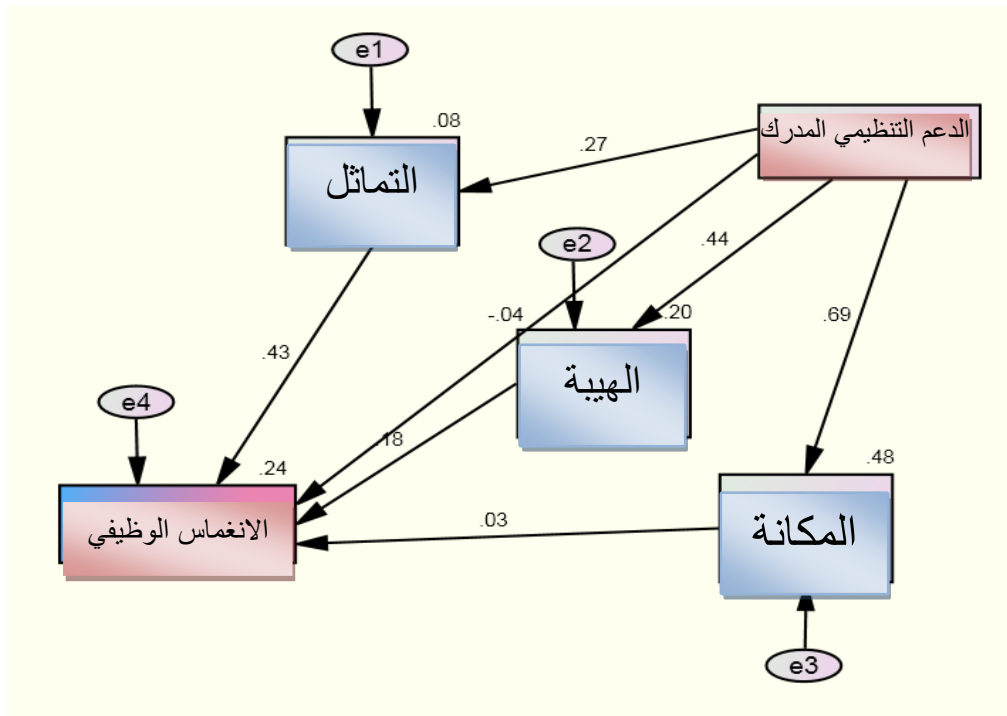 e1
.08
الدعم التنظيمي المدرك
.27
التماثل
e2
.44
-.04
.20
.69
.43
الهيبة
e4
.18
.24
.48
الانغماس الوظيفي
.03
المكانة
e3